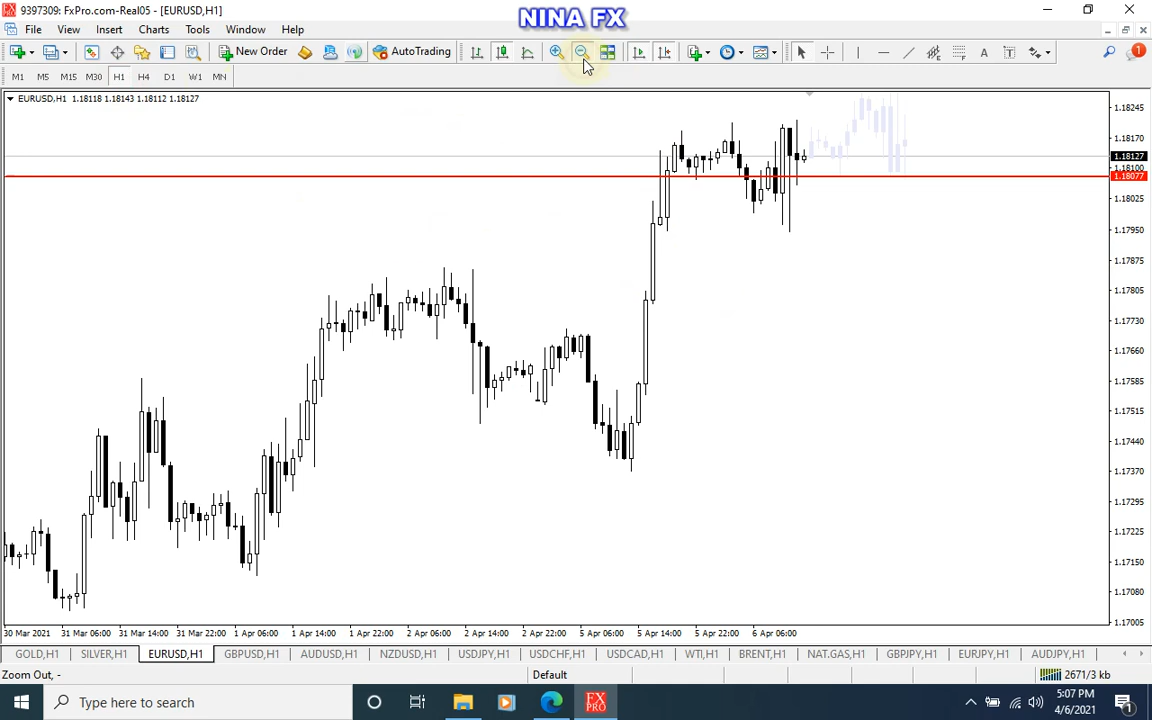 9397309: FxPro.com-Real05 - [EURUSD,H1]
NINA FX
File View Insert Charts Tools Window Help
New Order AutoTrading A T 1
M1 M5 M15 M30 H1 H4 D1 W1 MN
EURUSD,H1 1.18118 1.18143 1.18112 1.18127
1.18245
1.18170
1.18127
1.18100
1.18077
1.18025
1.17950
1.17875
1.17805
1.17730
1.17660
1.17585
1.17515
1.17440
1.17370
1.17295
1.17225
1.17150
1.17080
1.17005
30 Mar 2021 31 Mar 06:00 31 Mar 14:00 31 Mar 22:00 1 Apr 06:00 1 Apr 14:00 1 Apr 22:00 2 Apr 06:00 2 Apr 14:00 2 Apr 22:00 5 Apr 06:00 5 Apr 14:00 5 Apr 22:00 6 Apr 06:00
GOLD,H1 SILVER,H1 EURUSD,H1 GBPUSD,H1 AUDUSD,H1 NZDUSD,H1 USDJPY,H1 USDCHF,H1 USDCAD,H1 WTI,H1 BRENT,H1 NAT.GAS,H1 GBPJPY,H1 EURJPY,H1 AUDJPY,H1
Zoom Out, - Default 2671/3 kb
Type here to search FX PRO 5:07 PM
4/6/2021 1